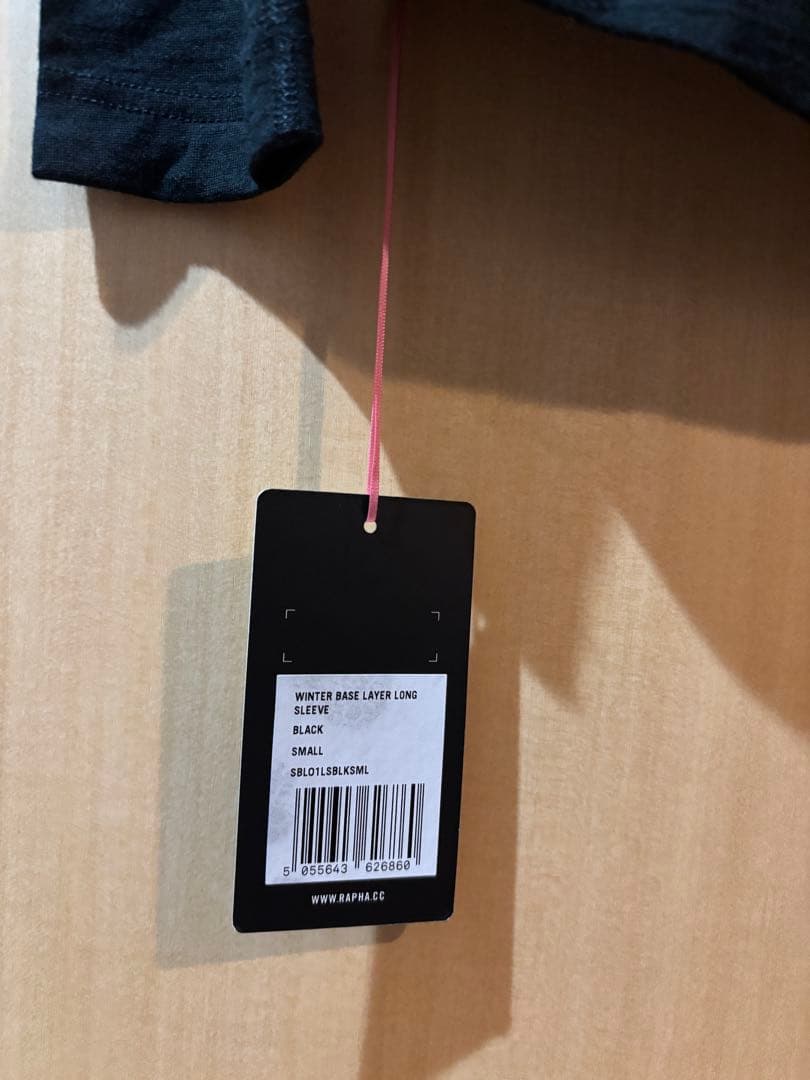 WINTER BASE LAYER LONG
SLEEVE
BLACK
SMALL
SBL01LSBLKSML
5 055643 626860
WWW.RAPHA.CC